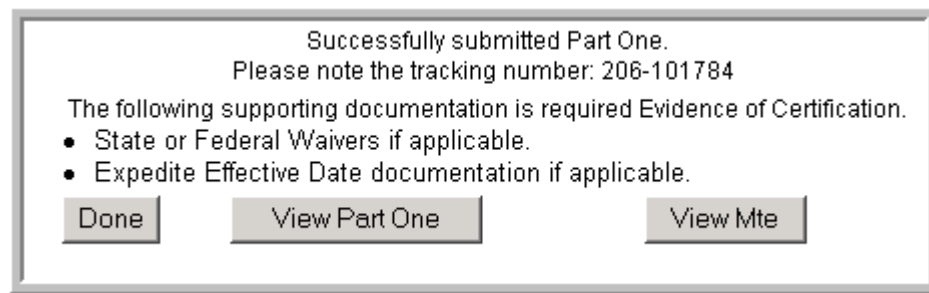 Successfully submitted Part One.
Please note the tracking number: 206-101784
The following supporting documentation is required Evidence of Certification.
● State or Federal Waivers if applicable.
● Expedite Effective Date documentation if applicable.
Done View Part One View Mte